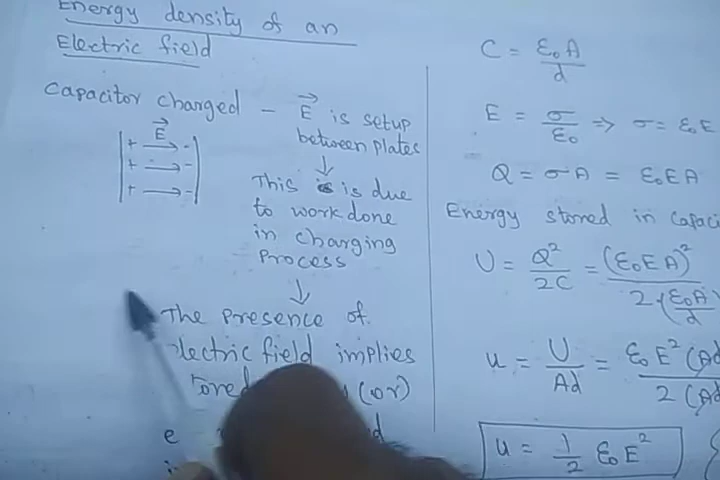 Energy density of an
Electric field
Capacitor charged - E⃗ is setup
between plates
E⃗
+ → -
+ → -
+ → -
↓
This is is due
to work done
in charging
Process
↓
The presence of
electric field implies
(or)
C = ε₀A / d
E = σ / ε₀ ⇒ σ = ε₀E
Q = σA = ε₀EA
Energy stored in
U = Q² / 2C = (ε₀EA)² / 2(ε₀A / d
u = U / Ad = ε₀E²(Ad / 2(Ad
u = 1/2 ε₀E²